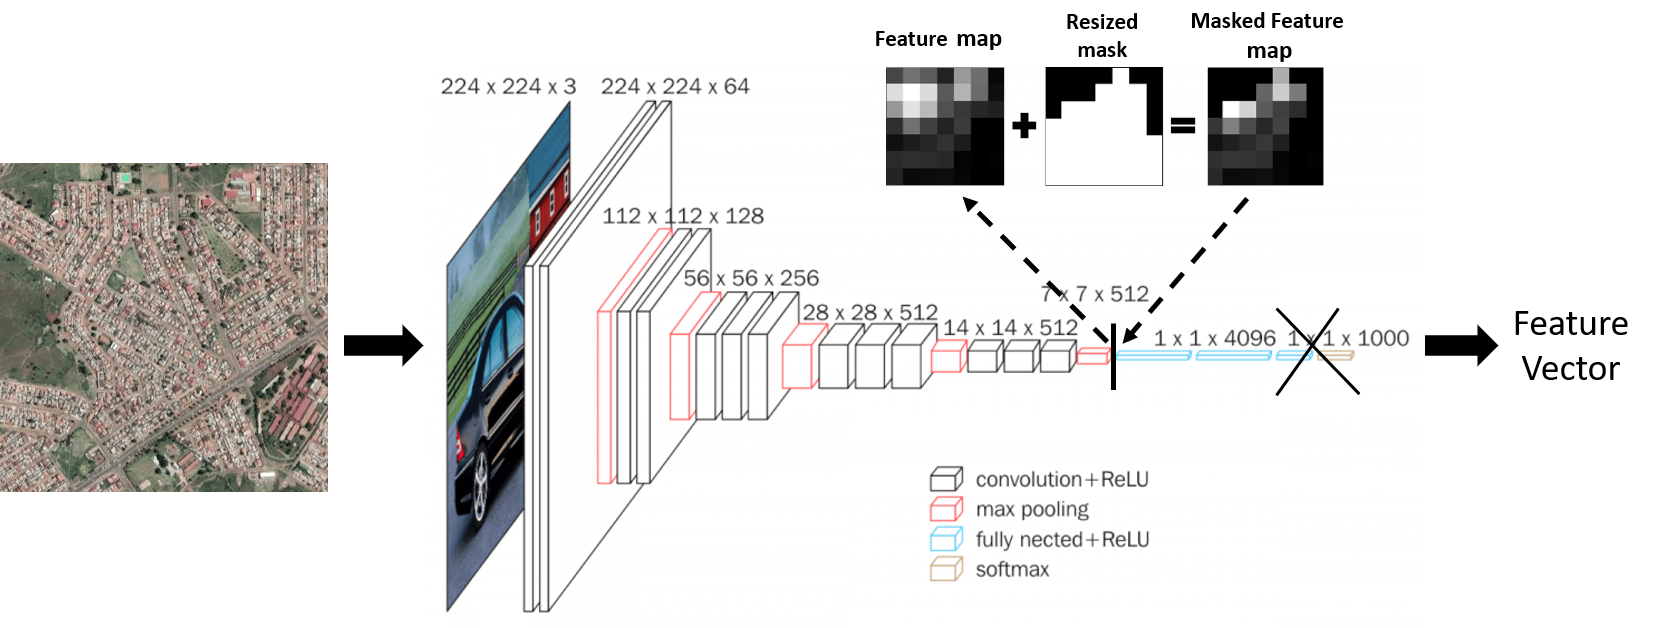 Feature map
Resized
mask
Masked Feature
map
224 x 224 x 3
224 x 224 x 64
112 x 112 x 128
56 x 56 x 256
28 x 28 x 512
14 x 14 x 512
7 x 7 x 512
1 x 1 x 4096
1 x 1 x 1000
Feature
Vector
convolution+ReLU
max pooling
fully nected+ReLU
softmax